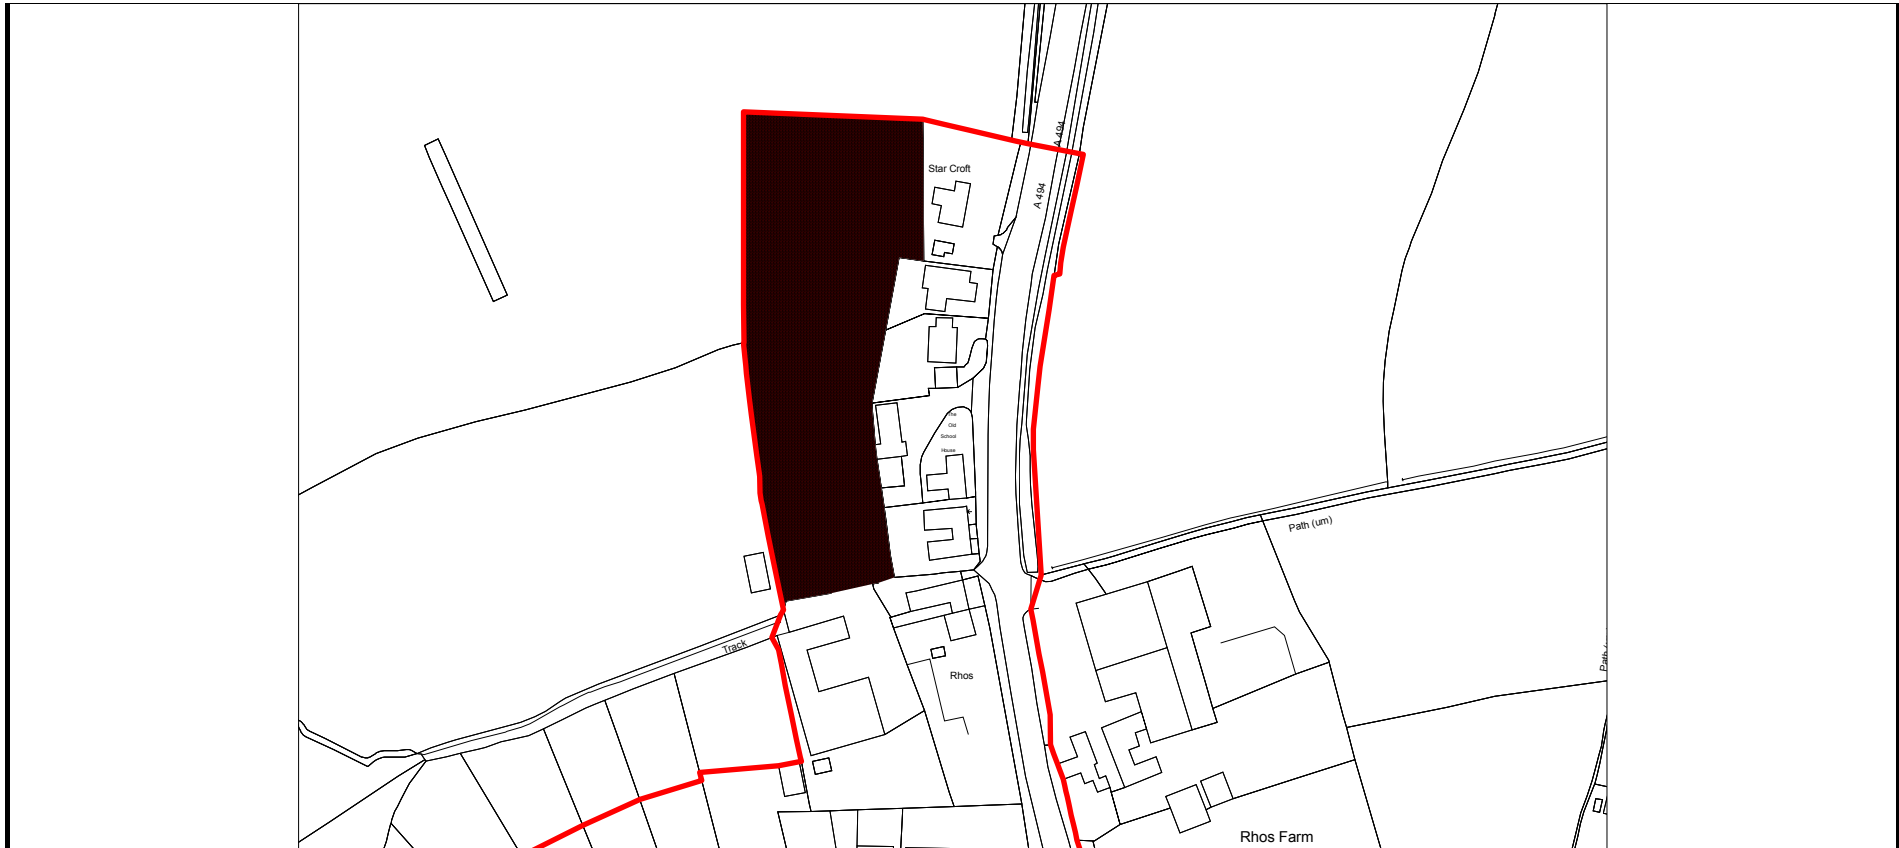 A 494
Star Croft
A 494
The
Old
School
House
Path (um)
Track
Rhos
Rhos Farm